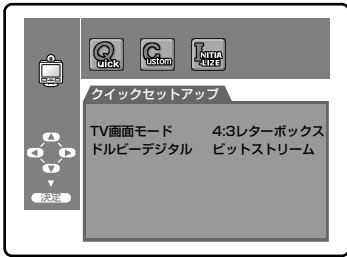 Quick Custom INITIALIZE
クイックセットアップ
TV画面モード 4:3レターボックス
ドルビーデジタル ビットストリーム
決定